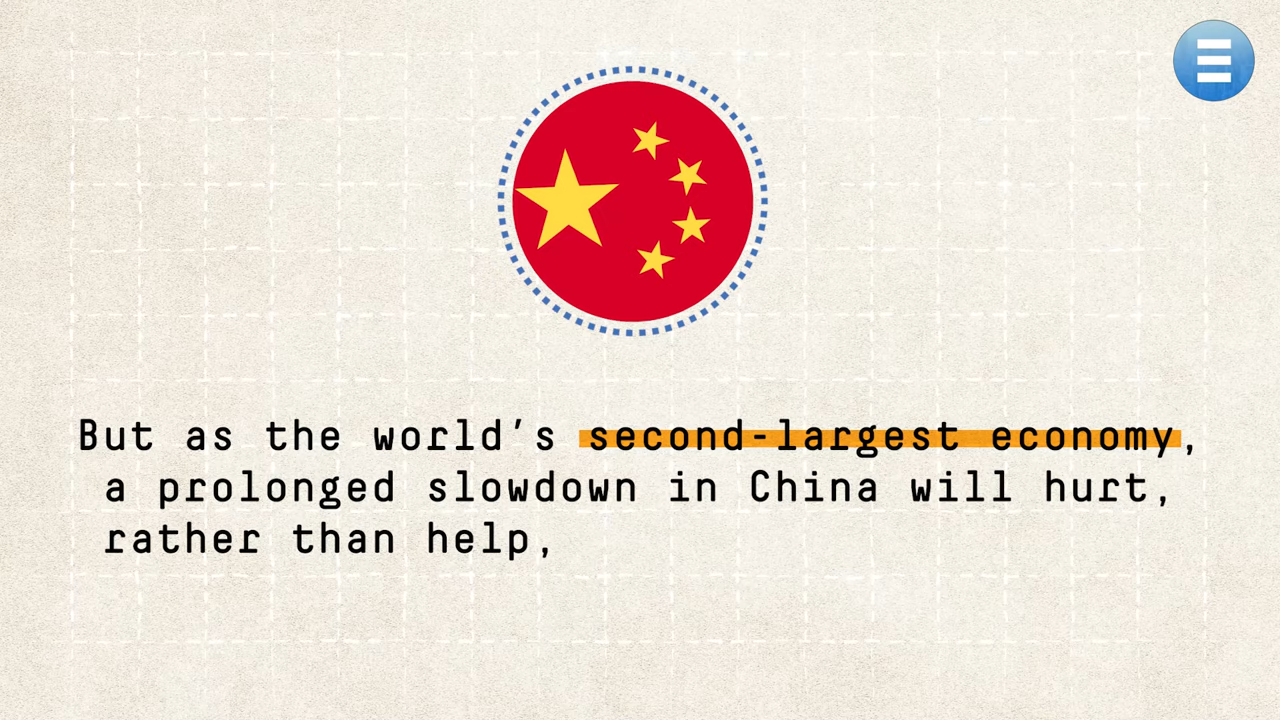 But as the world's second-largest economy,
a prolonged slowdown in China will hurt,
rather than help,